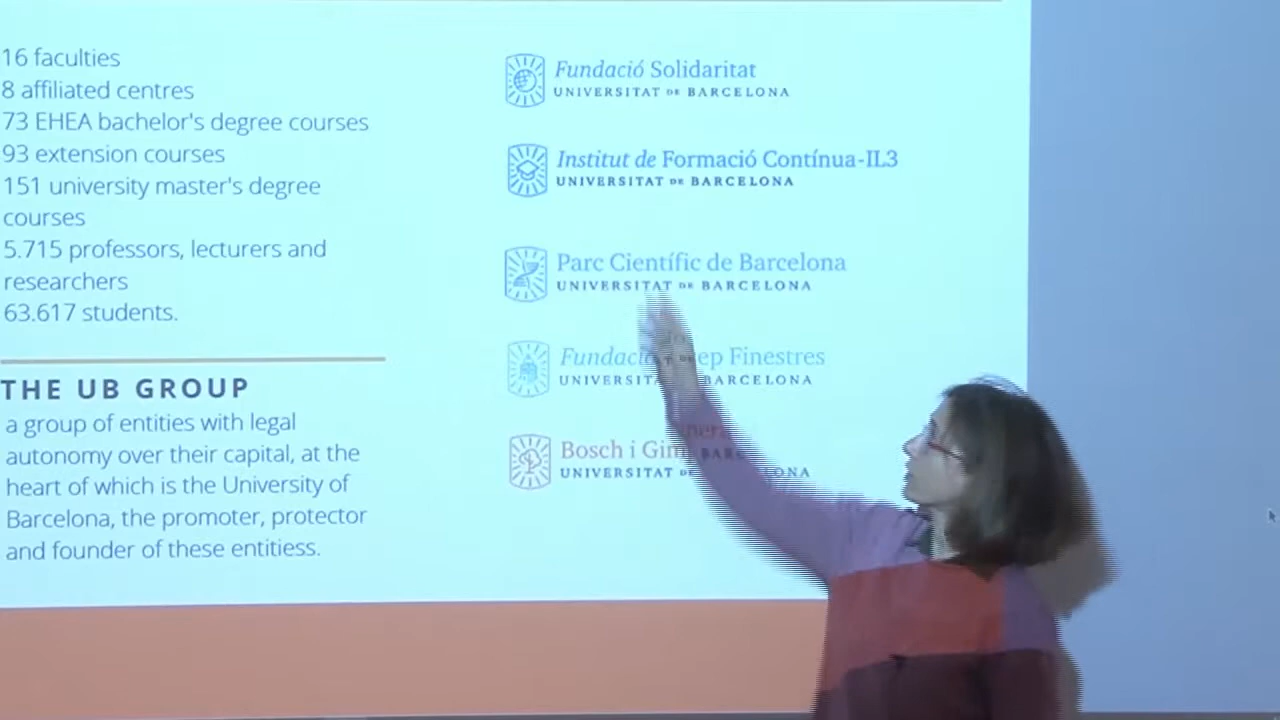 16 faculties
8 affiliated centres
73 EHEA bachelor's degree courses
93 extension courses
151 university master's degree
courses
5.715 professors, lecturers and
researchers
63.617 students.
THE UB GROUP
a group of entities with legal
autonomy over their capital, at the
heart of which is the University of
Barcelona, the promoter, protector
and founder of these entitiess.
Fundació Solidaritat
UNIVERSITAT DE BARCELONA
Institut de Formació Contínua-IL3
UNIVERSITAT DE BARCELONA
Parc Científic de Barcelona
UNIVERSITAT DE BARCELONA
Finestres
BARCELONA
Bosch i
UNIVERSITAT